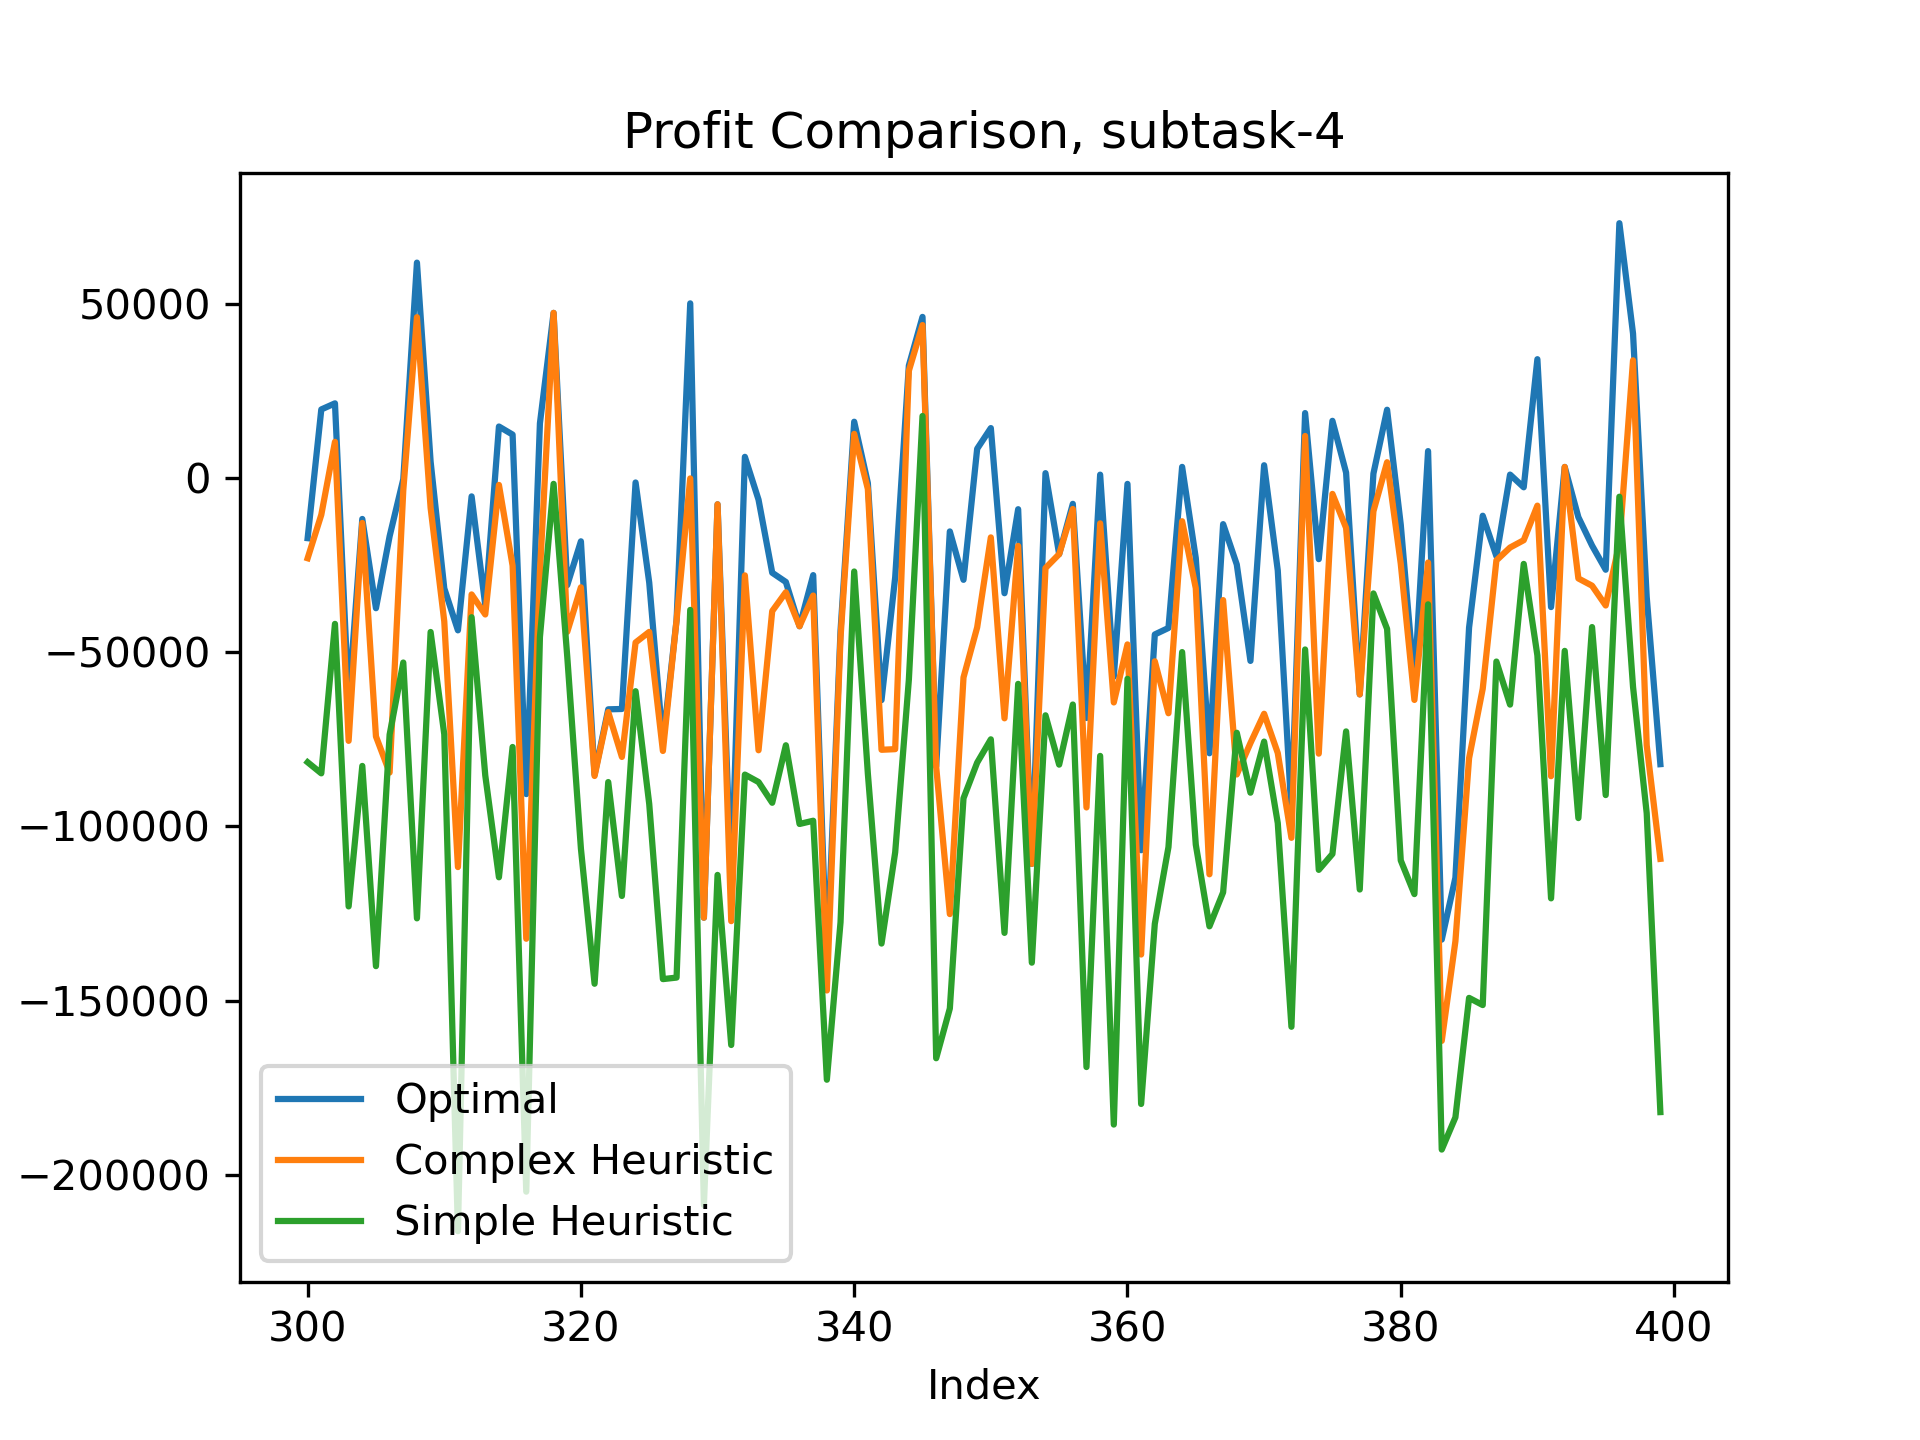 Profit Comparison, subtask-4
50000
0
−50000
−100000
−150000
−200000
Optimal
Complex Heuristic
Simple Heuristic
300 320 340 360 380 400
Index